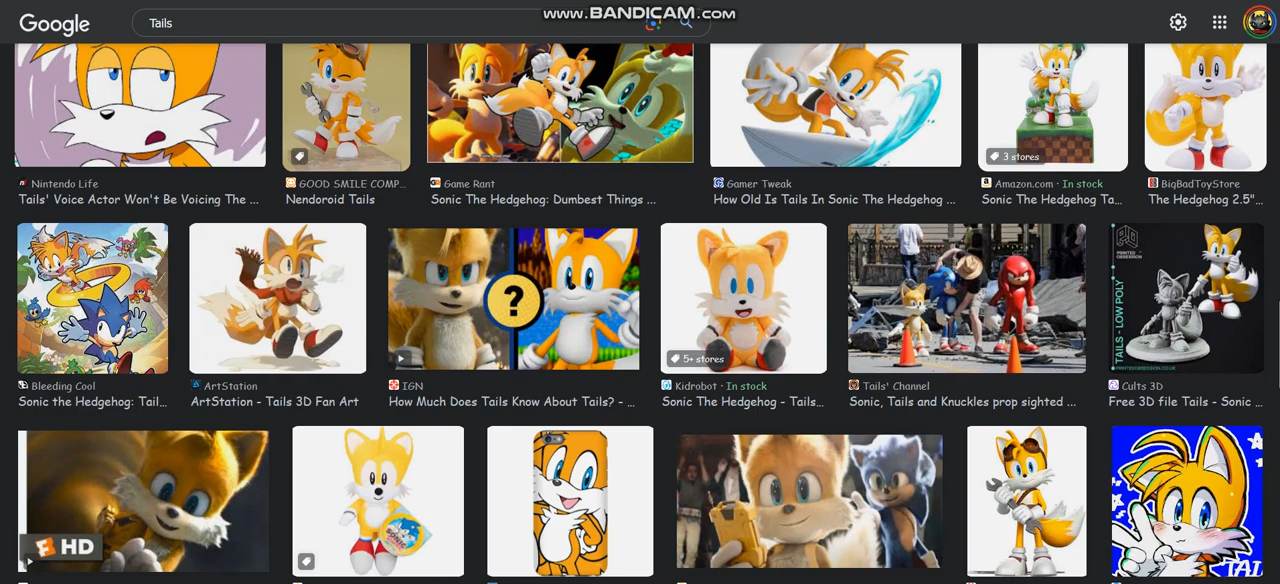 www.BANDICAM.com
Google
Tails
3 stores
Nintendo Life
Tails' Voice Actor Won't Be Voicing The ...
GOOD SMILE COMP...
Nendoroid Tails
Game Rant
Sonic The Hedgehog: Dumbest Things ...
Gamer Tweak
How Old Is Tails In Sonic The Hedgehog ...
Amazon.com · In stock
Sonic The Hedgehog Ta...
BigBadToyStore
The Hedgehog 2.5"...
?
5+ stores
PRINTED
OBSESSION
TAILS - LOW POLY
Bleeding Cool
Sonic the Hedgehog: Tail...
ArtStation
ArtStation - Tails 3D Fan Art
IGN
How Much Does Tails Know About Tails? - ...
Kidrobot · In stock
Sonic The Hedgehog - Tails...
Tails' Channel
Sonic, Tails and Knuckles prop sighted ...
Cults 3D
Free 3D file Tails - Sonic ...
HD
SONIC
TAIL